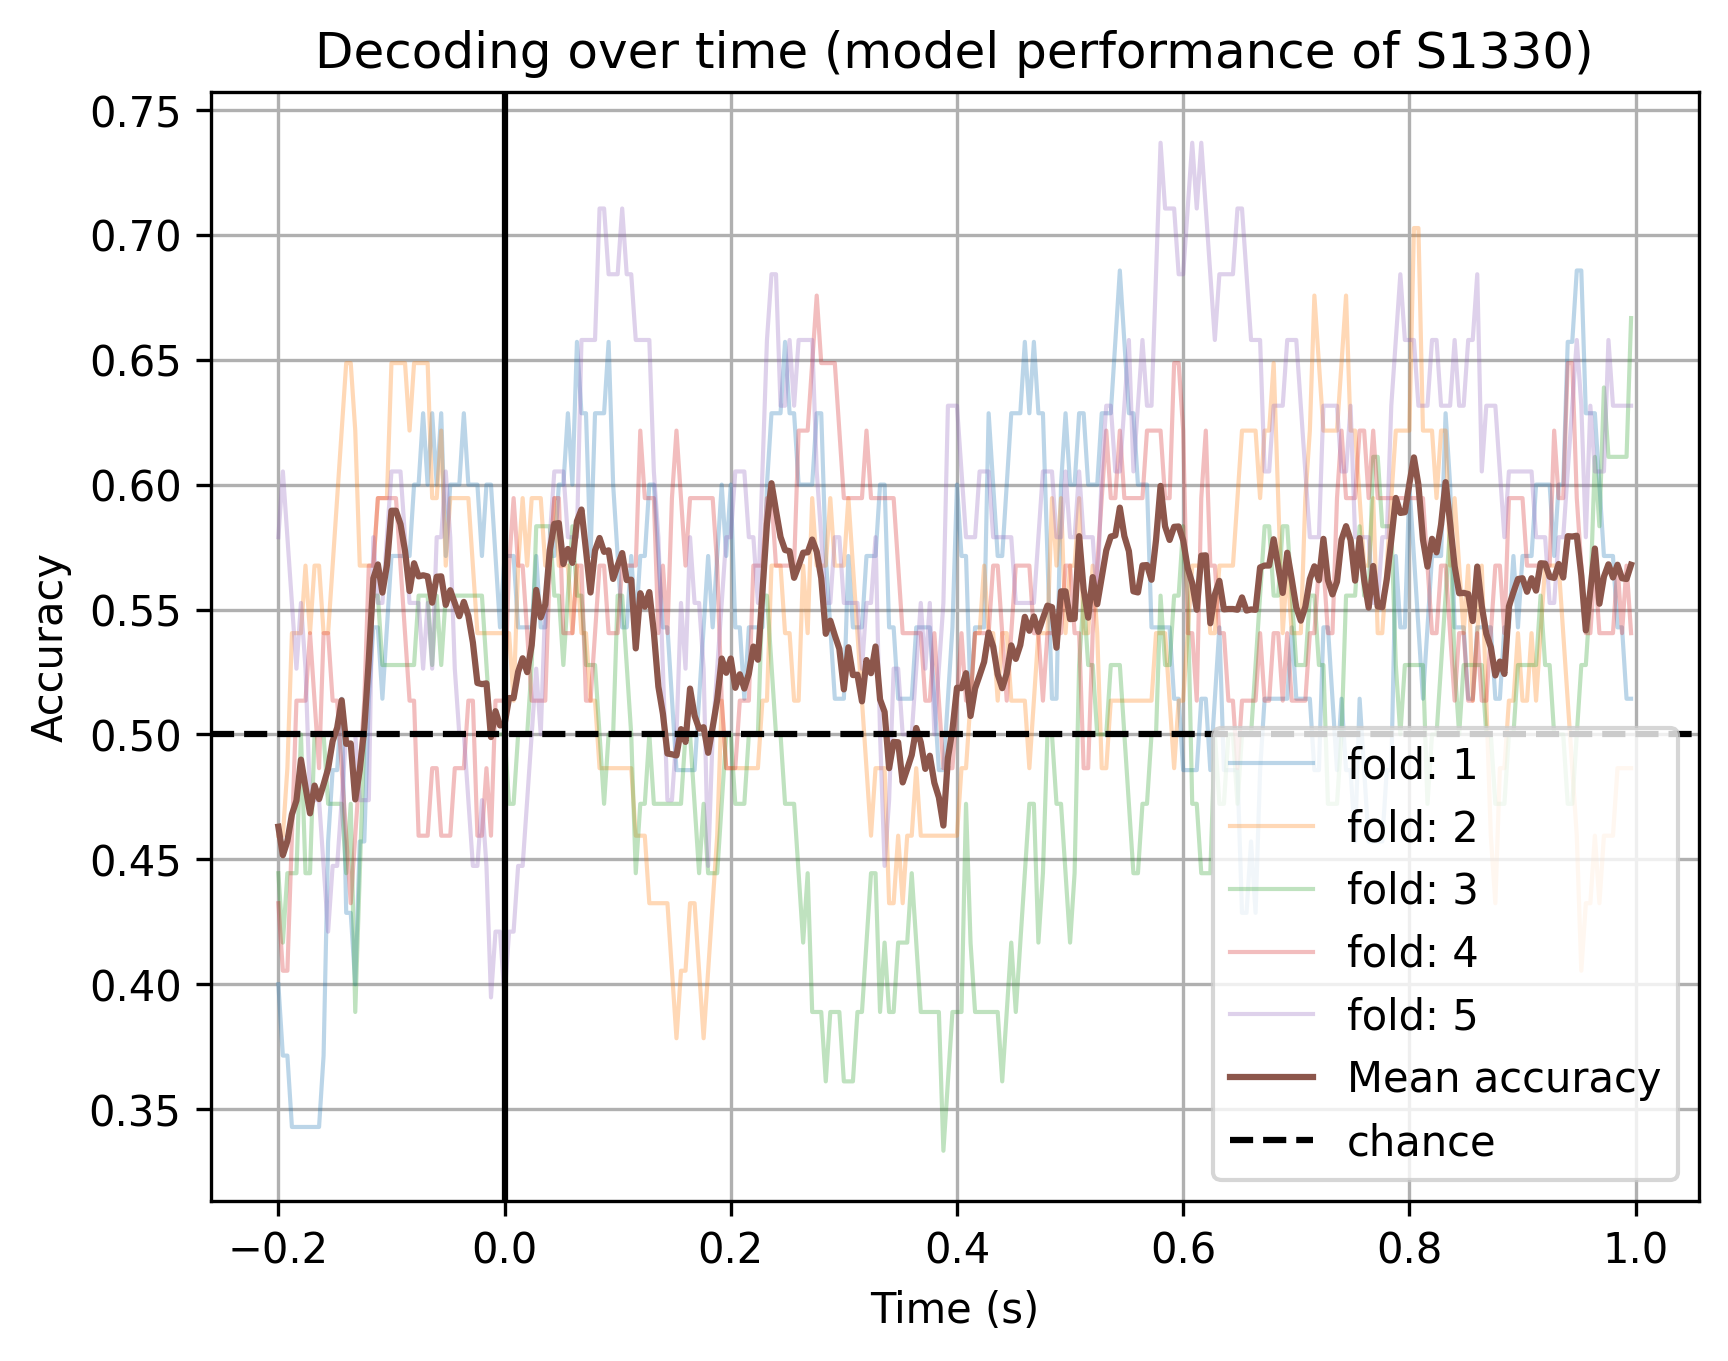 Decoding over time (model performance of S1330)
Accuracy
0.75
0.70
0.65
0.60
0.55
0.50
0.45
0.40
0.35
fold: 1
fold: 2
fold: 3
fold: 4
fold: 5
Mean accuracy
chance
−0.2 0.0 0.2 0.4 0.6 0.8 1.0
Time (s)